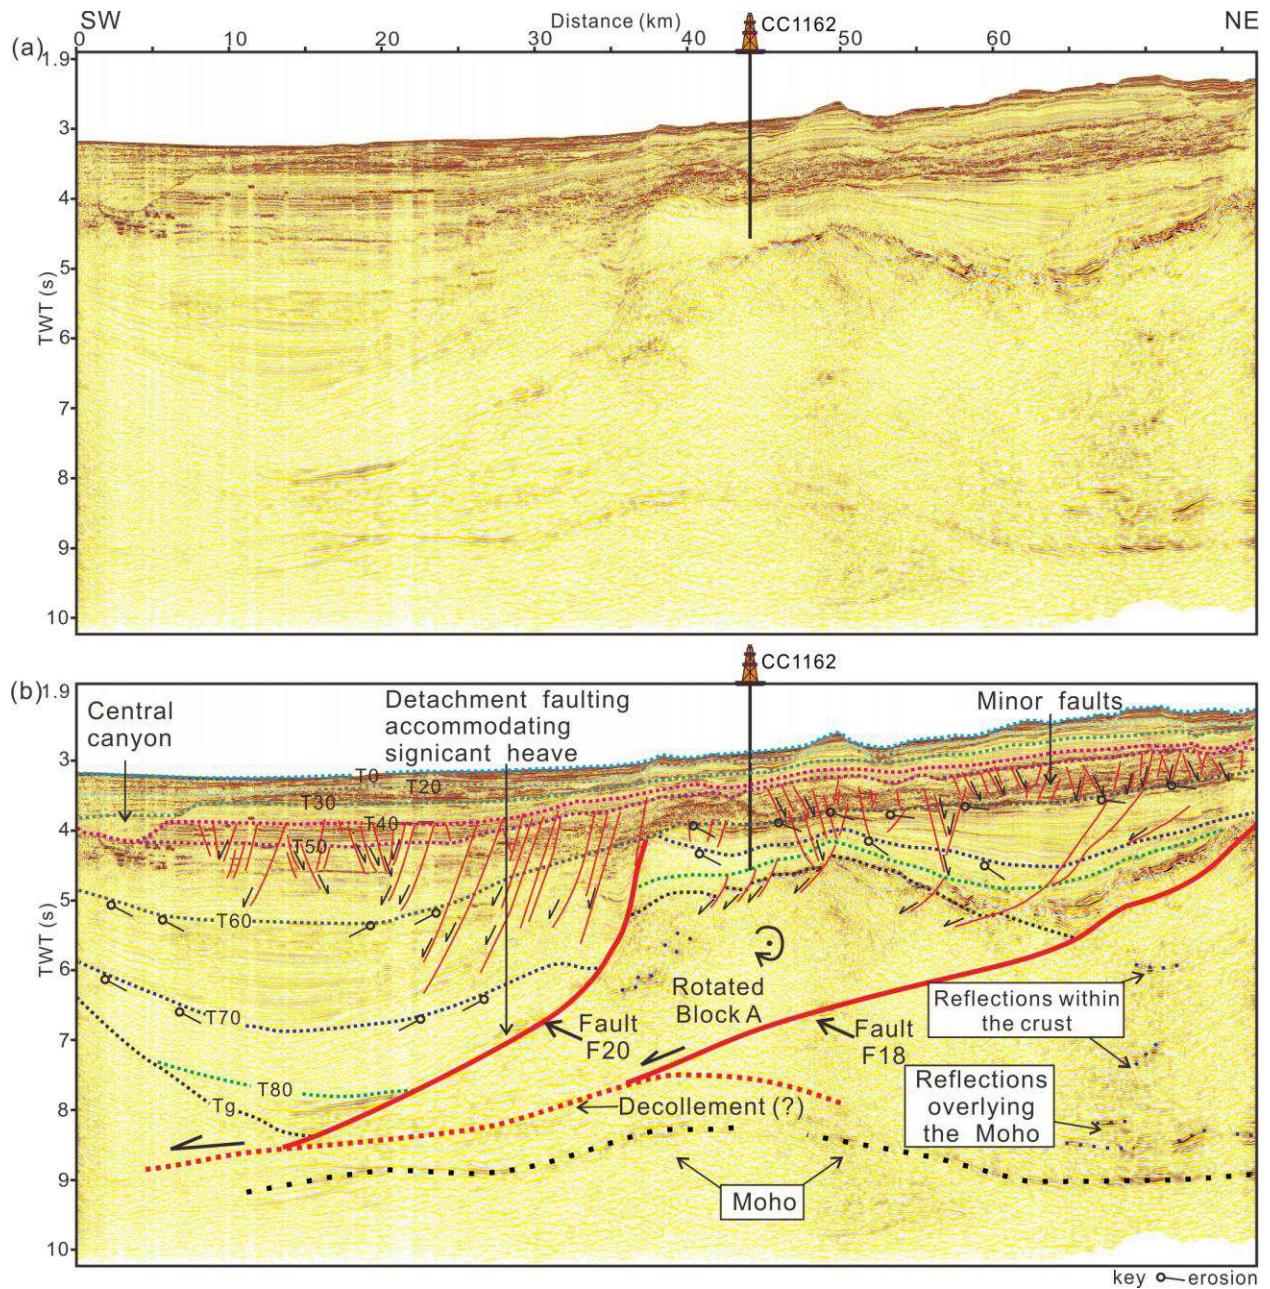 SW
Distance (km)
CC1162
NE
(a)
0
10
20
30
40
50
60
1.9
3
4
5
6
7
8
9
10
TWT (s)
CC1162
(b)
1.9
3
4
5
6
7
8
9
10
TWT (s)
Central
canyon
Detachment faulting
accommodating
signicant heave
Minor faults
T0
T20
T30
T40
T50
T60
T70
T80
Tg
Rotated
Block A
Fault
F20
Fault
F18
Reflections within
the crust
Reflections
overlying
the Moho
Decollement (?)
Moho
key erosion